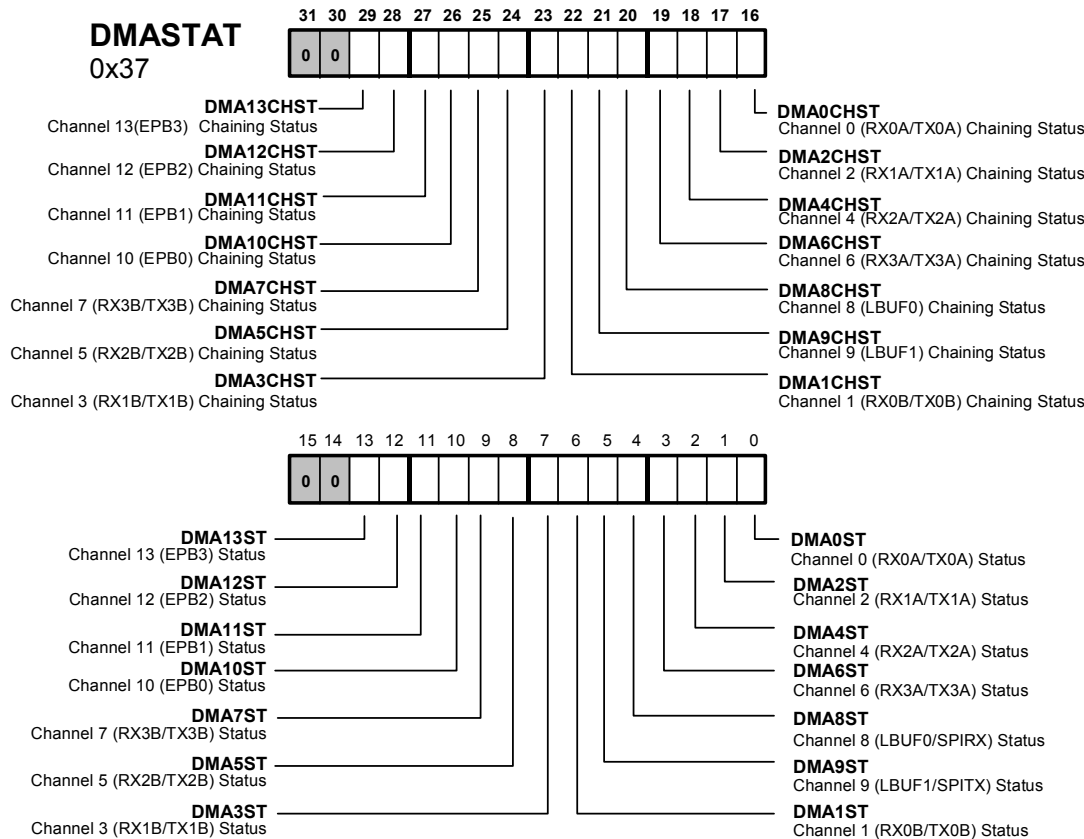 DMASTAT
0x37
31 30 29 28 27 26 25 24 23 22 21 20 19 18 17 16
0 0
DMA13CHST
Channel 13(EPB3) Chaining Status
DMA12CHST
Channel 12 (EPB2) Chaining Status
DMA11CHST
Channel 11 (EPB1) Chaining Status
DMA10CHST
Channel 10 (EPB0) Chaining Status
DMA7CHST
Channel 7 (RX3B/TX3B) Chaining Status
DMA5CHST
Channel 5 (RX2B/TX2B) Chaining Status
DMA3CHST
Channel 3 (RX1B/TX1B) Chaining Status
DMA0CHST
Channel 0 (RX0A/TX0A) Chaining Status
DMA2CHST
Channel 2 (RX1A/TX1A) Chaining Status
DMA4CHST
Channel 4 (RX2A/TX2A) Chaining Status
DMA6CHST
Channel 6 (RX3A/TX3A) Chaining Status
DMA8CHST
Channel 8 (LBUF0) Chaining Status
DMA9CHST
Channel 9 (LBUF1) Chaining Status
DMA1CHST
Channel 1 (RX0B/TX0B) Chaining Status
15 14 13 12 11 10 9 8 7 6 5 4 3 2 1 0
0 0
DMA13ST
Channel 13 (EPB3) Status
DMA12ST
Channel 12 (EPB2) Status
DMA11ST
Channel 11 (EPB1) Status
DMA10ST
Channel 10 (EPB0) Status
DMA7ST
Channel 7 (RX3B/TX3B) Status
DMA5ST
Channel 5 (RX2B/TX2B) Status
DMA3ST
Channel 3 (RX1B/TX1B) Status
DMA0ST
Channel 0 (RX0A/TX0A) Status
DMA2ST
Channel 2 (RX1A/TX1A) Status
DMA4ST
Channel 4 (RX2A/TX2A) Status
DMA6ST
Channel 6 (RX3A/TX3A) Status
DMA8ST
Channel 8 (LBUF0/SPIRX) Status
DMA9ST
Channel 9 (LBUF1/SPITX) Status
DMA1ST
Channel 1 (RX0B/TX0B) Status